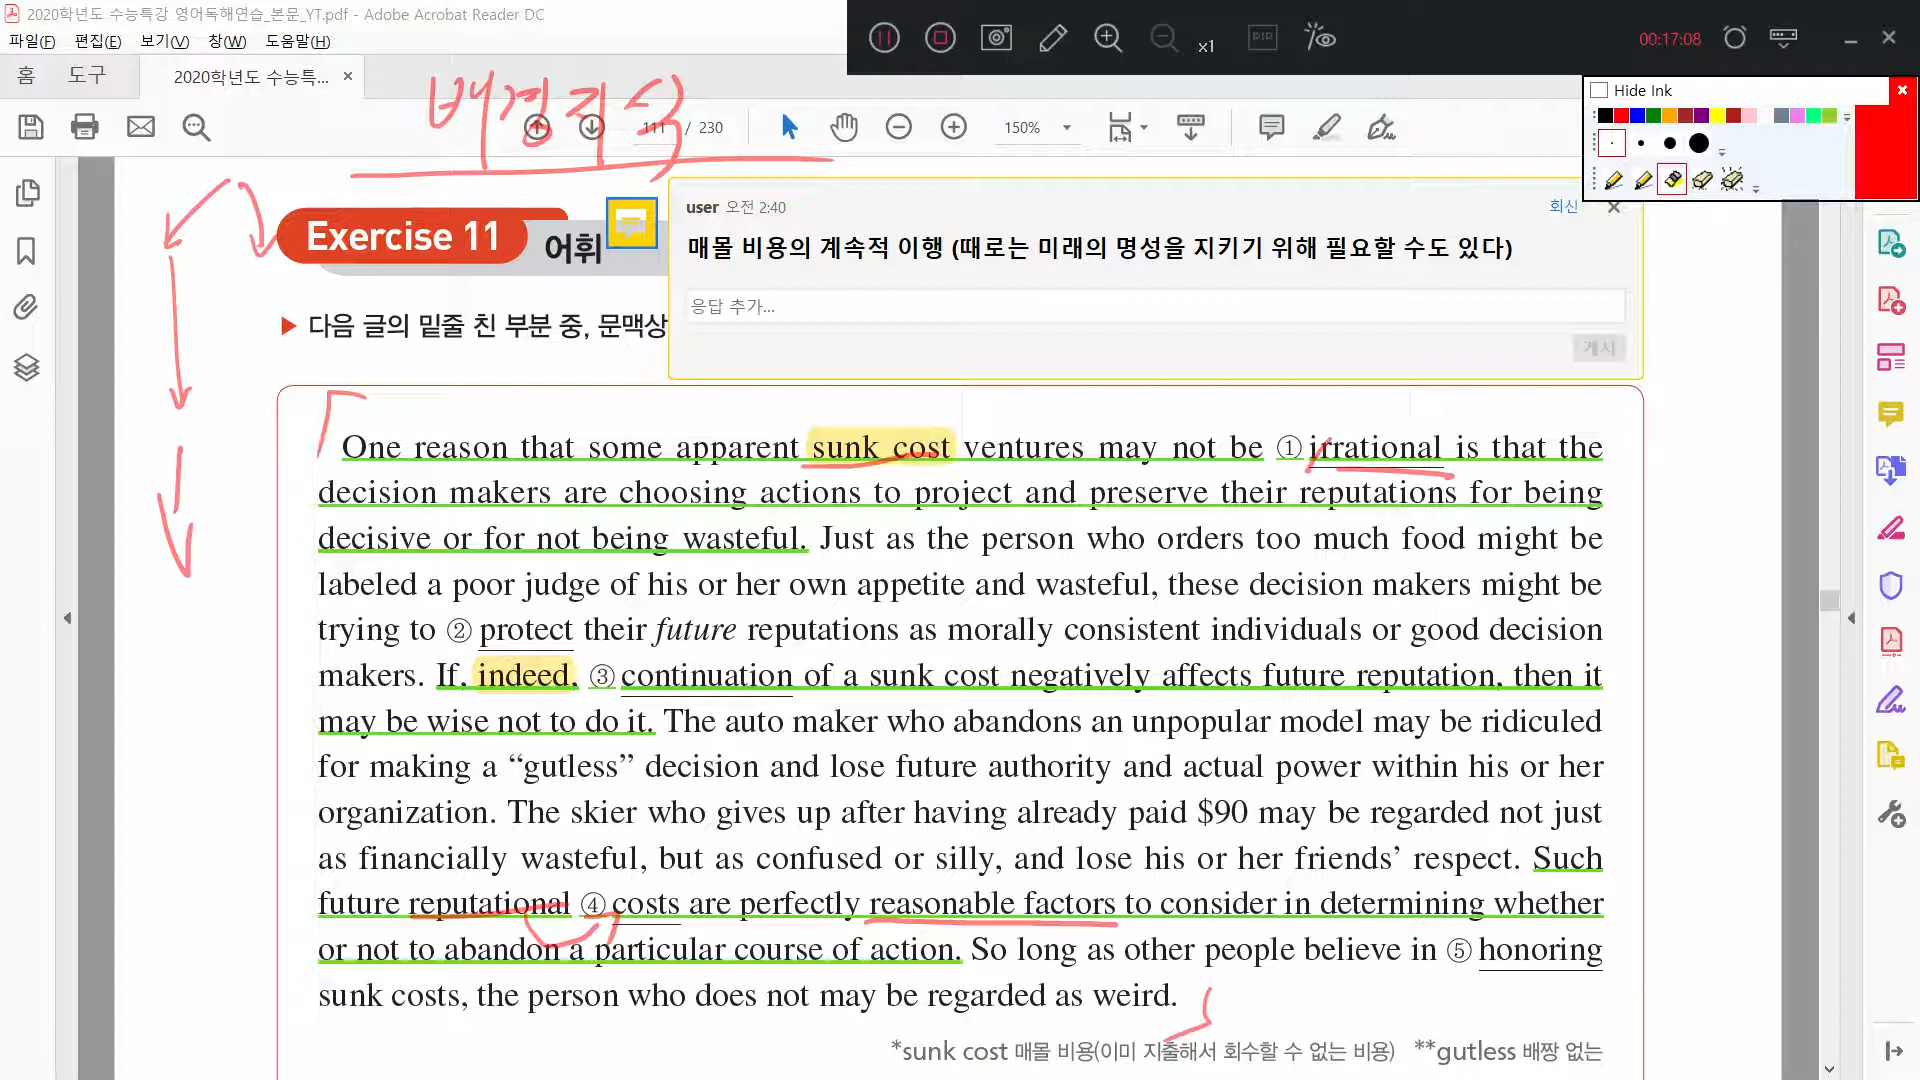 2020학년도 수능특강 영어독해연습_본문_YT.pdf - Adobe Acrobat Reader DC
파일(F) 편집(E) 보기(V) 창(W) 도움말(H)
x1
00:17:08
홈 도구 2020학년도 수능특... ×
Hide Ink
배경지식
111 / 230
150%
Exercise 11 어휘
user 오전 2:40 회신
매몰 비용의 계속적 이행 (때로는 미래의 명성을 지키기 위해 필요할 수도 있다)
응답 추가...
게시
▶ 다음 글의 밑줄 친 부분 중, 문맥상
One reason that some apparent sunk cost ventures may not be ① irrational is that the
decision makers are choosing actions to project and preserve their reputations for being
decisive or for not being wasteful. Just as the person who orders too much food might be
labeled a poor judge of his or her own appetite and wasteful, these decision makers might be
trying to ② protect their future reputations as morally consistent individuals or good decision
makers. If, indeed, ③ continuation of a sunk cost negatively affects future reputation, then it
may be wise not to do it. The auto maker who abandons an unpopular model may be ridiculed
for making a “gutless” decision and lose future authority and actual power within his or her
organization. The skier who gives up after having already paid $90 may be regarded not just
as financially wasteful, but as confused or silly, and lose his or her friends’ respect. Such
future reputational ④ costs are perfectly reasonable factors to consider in determining whether
or not to abandon a particular course of action. So long as other people believe in ⑤ honoring
sunk costs, the person who does not may be regarded as weird.
*sunk cost 매몰 비용(이미 지출해서 회수할 수 없는 비용) **gutless 배짱 없는